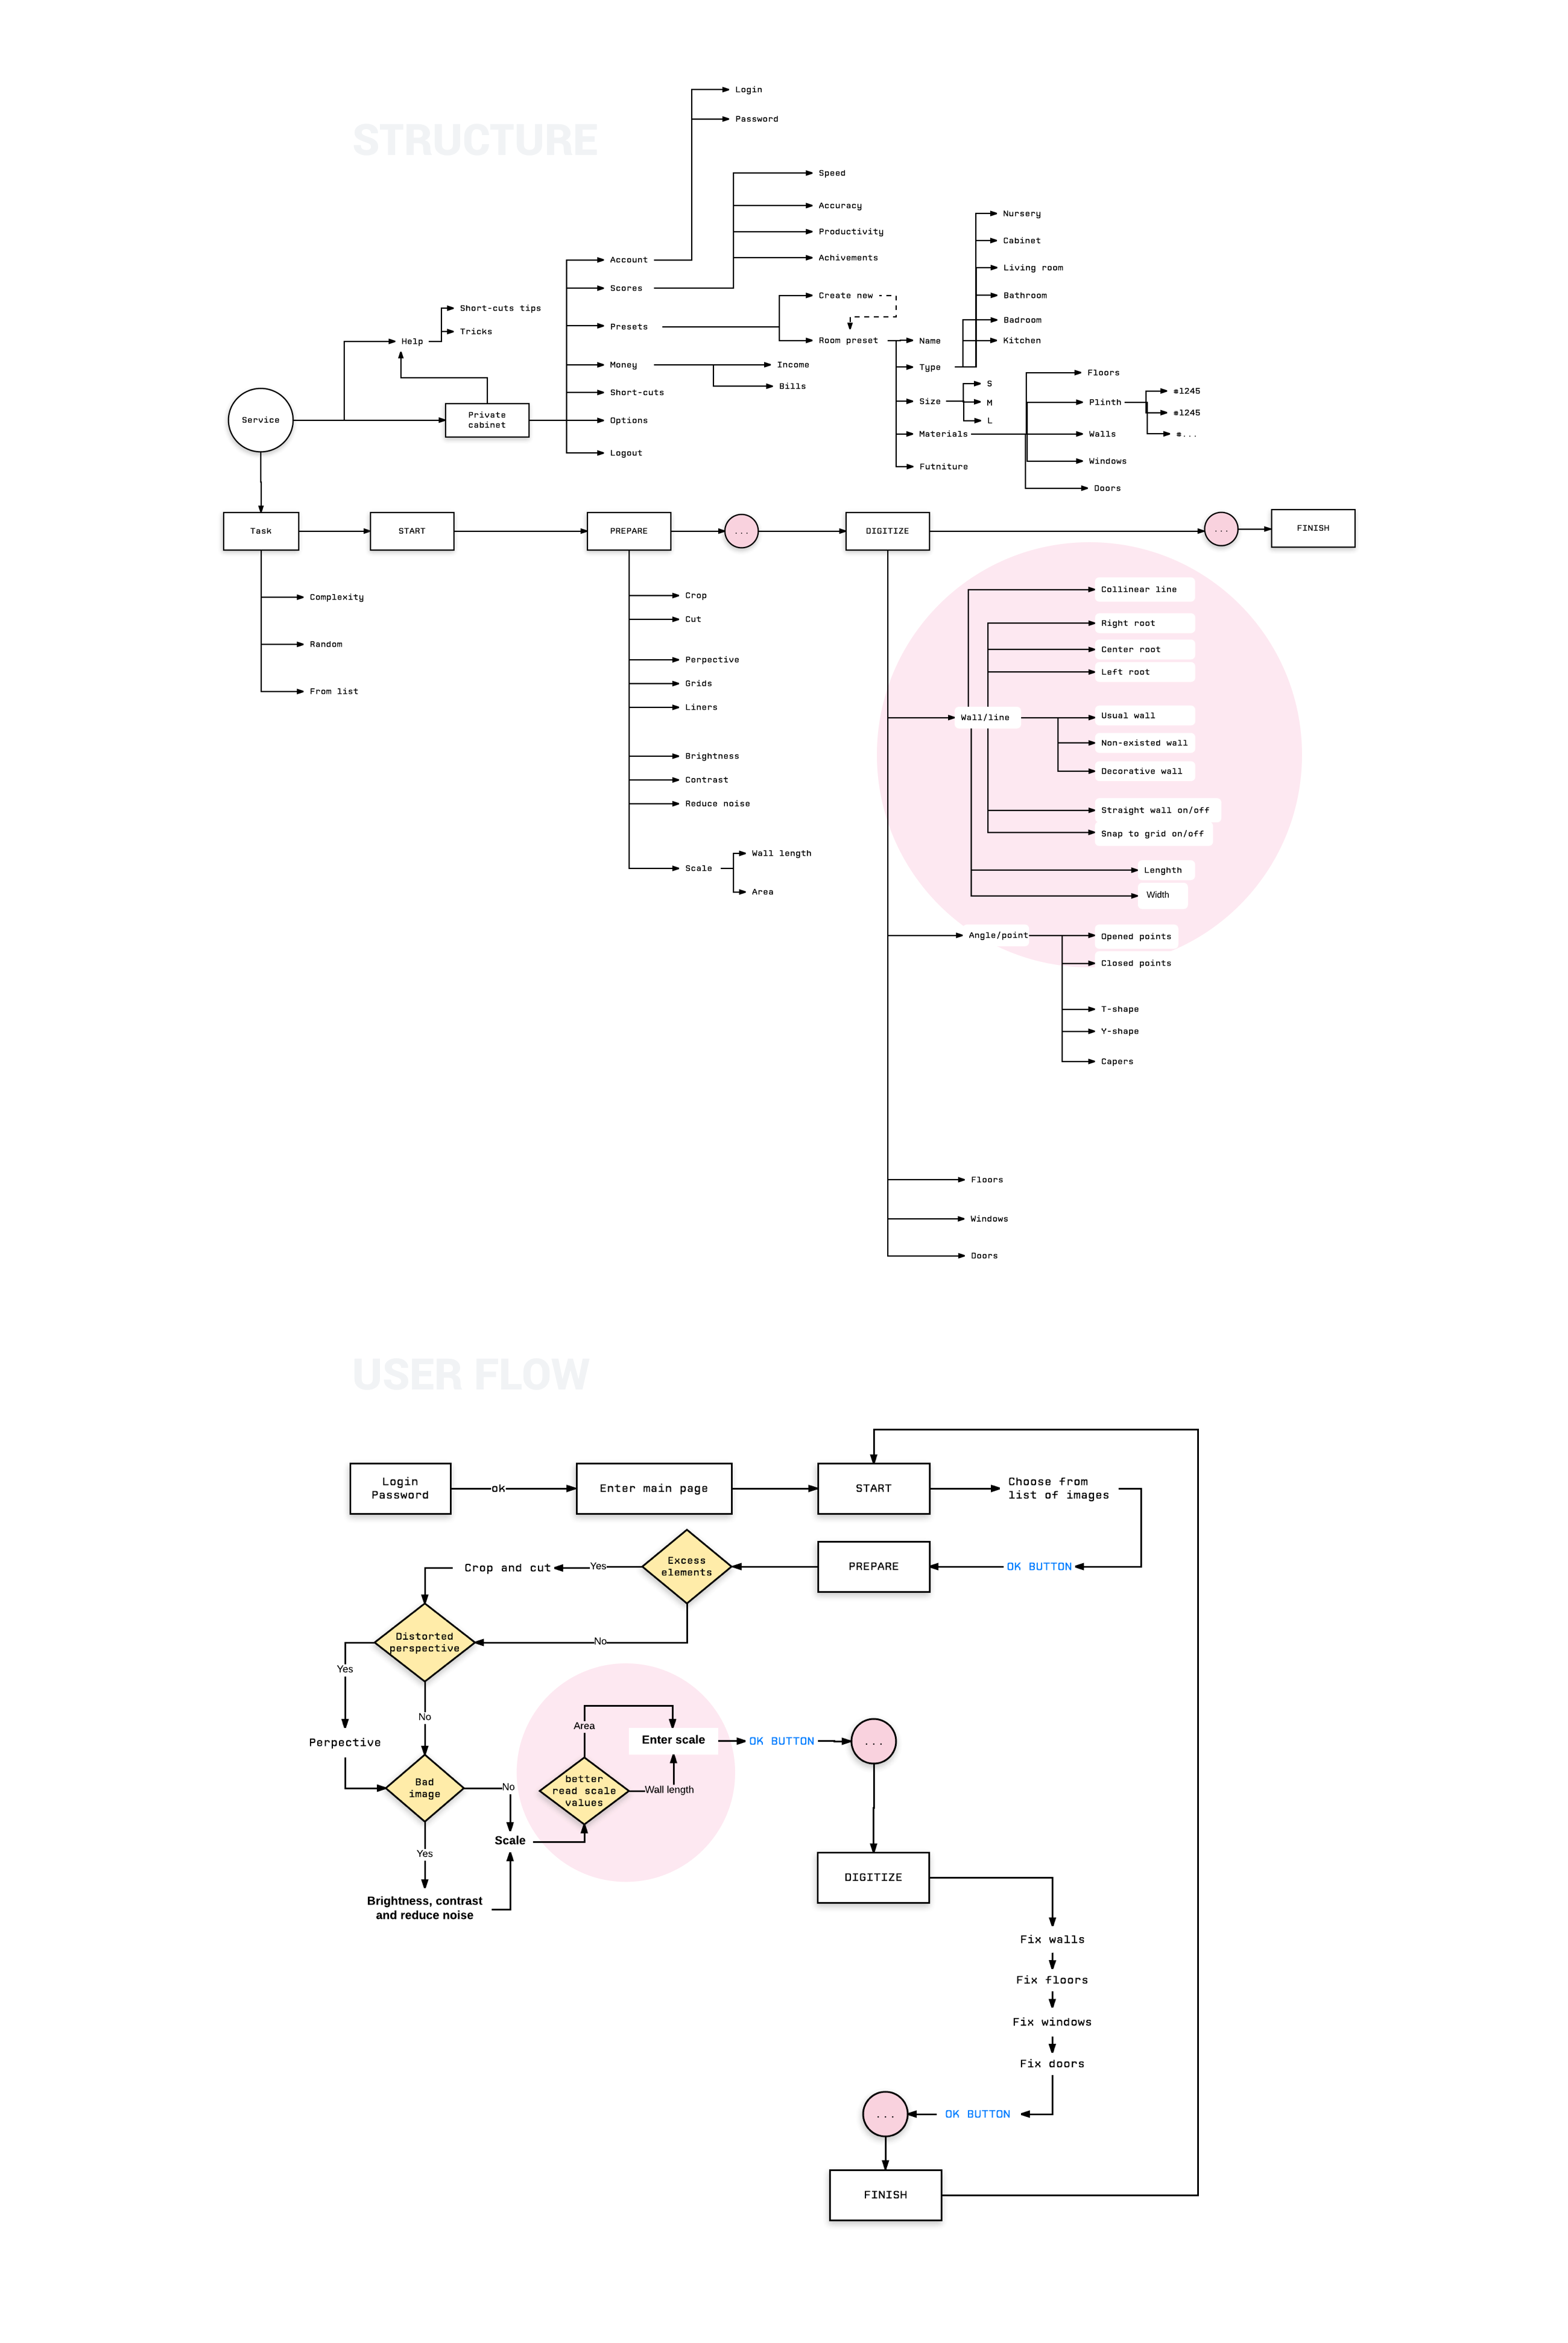 STRUCTURE
Login
Password
Speed
Accuracy
Productivity
Achivements
Nursery
Cabinet
Living room
Bathroom
Badroom
Kitchen
Account
Scores
Presets
Money
Short-cuts
Options
Logout
Create new
Room preset
Income
Bills
Name
Type
Size
Materials
Futniture
S
M
L
Floors
Plinth
Walls
Windows
Doors
#1245
#1245
#...
Short-cuts tips
Tricks
Help
Service
Private
cabinet
Task
START
PREPARE
...
DIGITIZE
...
FINISH
Complexity
Random
From list
Crop
Cut
Perpective
Grids
Liners
Brightness
Contrast
Reduce noise
Scale
Wall length
Area
Collinear line
Right root
Center root
Left root
Wall/line
Usual wall
Non-existed wall
Decorative wall
Straight wall on/off
Snap to grid on/off
Lenghth
Width
Angle/point
Opened points
Closed points
T-shape
Y-shape
Capers
Floors
Windows
Doors
USER FLOW
Login
Password
ok
Enter main page
START
Choose from
list of images
OK BUTTON
PREPARE
Excess
elements
Yes
Crop and cut
No
Distorted
perspective
Yes
No
Perpective
Bad
image
No
Yes
Scale
Brightness, contrast
and reduce noise
better
read scale
values
Area
Wall length
Enter scale
OK BUTTON
...
DIGITIZE
Fix walls
Fix floors
Fix windows
Fix doors
OK BUTTON
...
FINISH